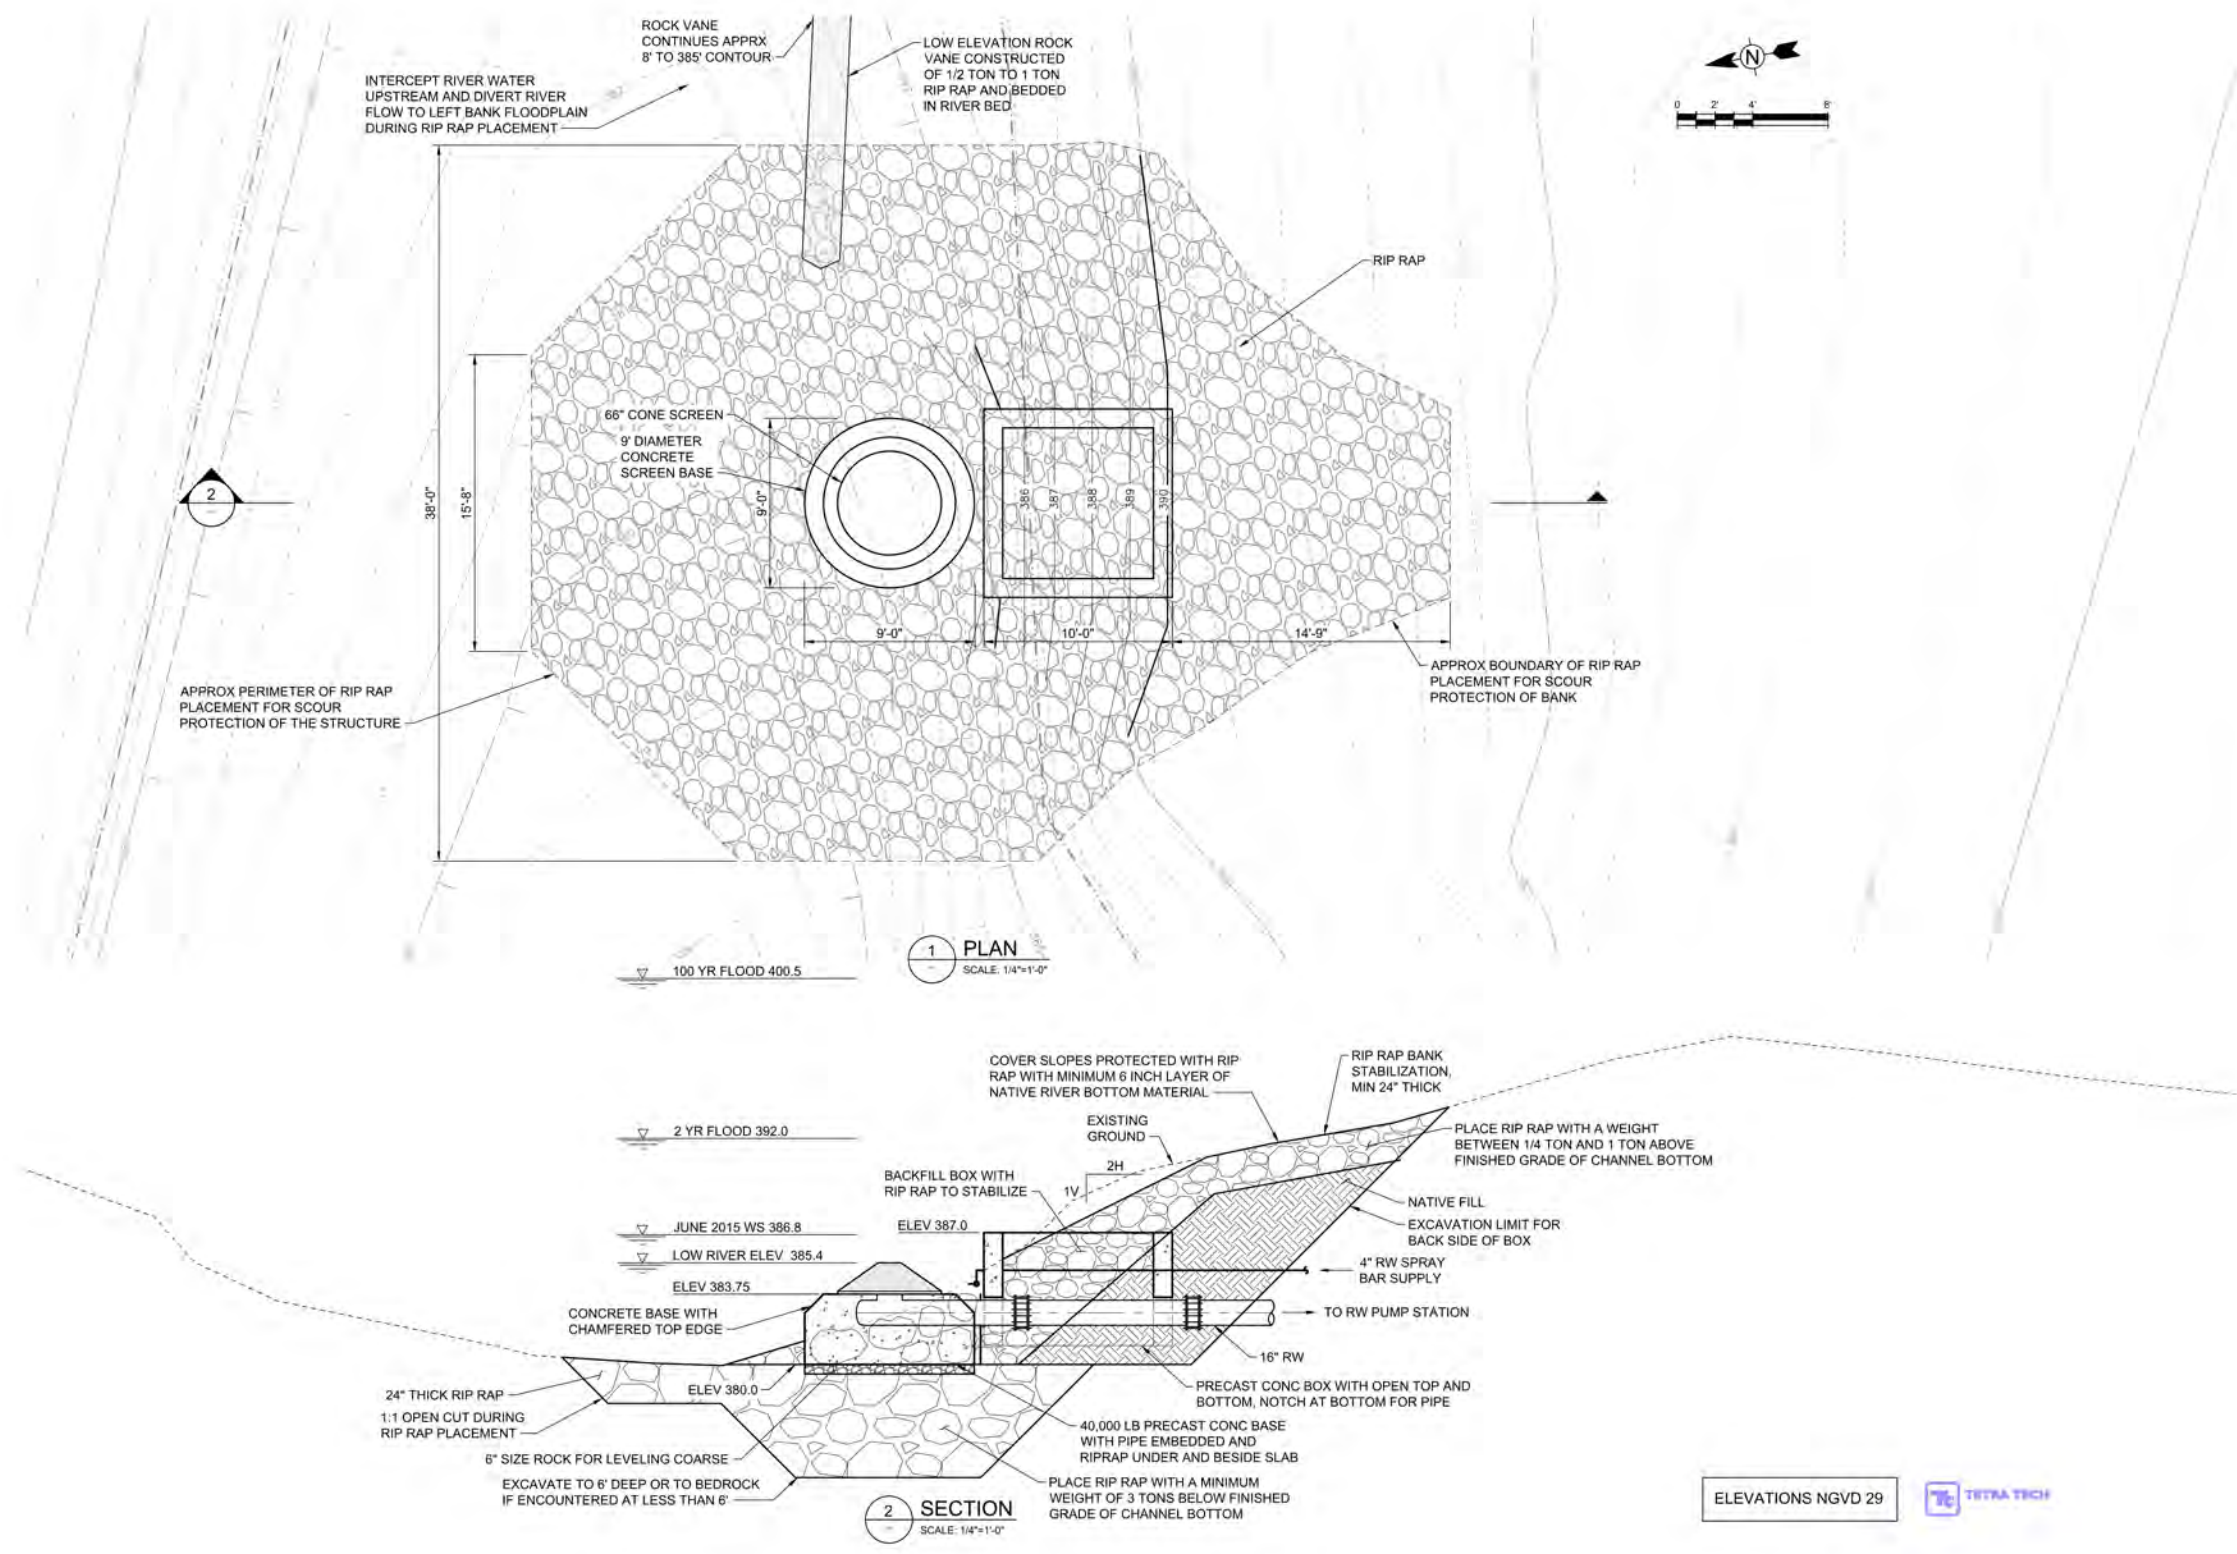 ROCK VANE
CONTINUES APPRX
8' TO 385' CONTOUR
LOW ELEVATION ROCK
VANE CONSTRUCTED
OF 1/2 TON TO 1 TON
RIP RAP AND BEDDED
IN RIVER BED
INTERCEPT RIVER WATER
UPSTREAM AND DIVERT RIVER
FLOW TO LEFT BANK FLOODPLAIN
DURING RIP RAP PLACEMENT
N
0 2' 4' 8'
RIP RAP
66" CONE SCREEN
9' DIAMETER
CONCRETE
SCREEN BASE
2
38'-0"
15'-8"
9'-0"
386
387
388
389
390
9'-0"
10'-0"
14'-9"
APPROX BOUNDARY OF RIP RAP
PLACEMENT FOR SCOUR
PROTECTION OF BANK
APPROX PERIMETER OF RIP RAP
PLACEMENT FOR SCOUR
PROTECTION OF THE STRUCTURE
1 PLAN
SCALE: 1/4"=1'-0"
100 YR FLOOD 400.5
COVER SLOPES PROTECTED WITH RIP
RAP WITH MINIMUM 6 INCH LAYER OF
NATIVE RIVER BOTTOM MATERIAL
RIP RAP BANK
STABILIZATION,
MIN 24" THICK
EXISTING
GROUND
2 YR FLOOD 392.0
PLACE RIP RAP WITH A WEIGHT
BETWEEN 1/4 TON AND 1 TON ABOVE
FINISHED GRADE OF CHANNEL BOTTOM
2H
1V
BACKFILL BOX WITH
RIP RAP TO STABILIZE
NATIVE FILL
JUNE 2015 WS 386.8
ELEV 387.0
EXCAVATION LIMIT FOR
BACK SIDE OF BOX
LOW RIVER ELEV 385.4
4" RW SPRAY
BAR SUPPLY
ELEV 383.75
CONCRETE BASE WITH
CHAMFERED TOP EDGE
TO RW PUMP STATION
16" RW
ELEV 380.0
24" THICK RIP RAP
PRECAST CONC BOX WITH OPEN TOP AND
BOTTOM, NOTCH AT BOTTOM FOR PIPE
1:1 OPEN CUT DURING
RIP RAP PLACEMENT
40,000 LB PRECAST CONC BASE
WITH PIPE EMBEDDED AND
RIPRAP UNDER AND BESIDE SLAB
6" SIZE ROCK FOR LEVELING COARSE
EXCAVATE TO 6' DEEP OR TO BEDROCK
IF ENCOUNTERED AT LESS THAN 6'
PLACE RIP RAP WITH A MINIMUM
WEIGHT OF 3 TONS BELOW FINISHED
GRADE OF CHANNEL BOTTOM
2 SECTION
SCALE: 1/4"=1'-0"
ELEVATIONS NGVD 29
TETRA TECH